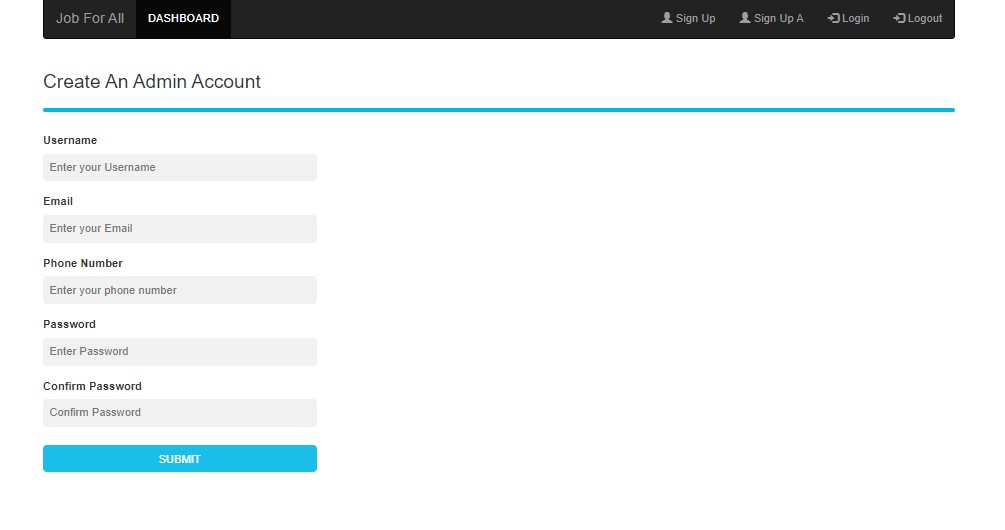 Job For All DASHBOARD Sign Up Sign Up A Login Logout
Create An Admin Account
Username
Enter your Username
Email
Enter your Email
Phone Number
Enter your phone number
Password
Enter Password
Confirm Password
Confirm Password
SUBMIT